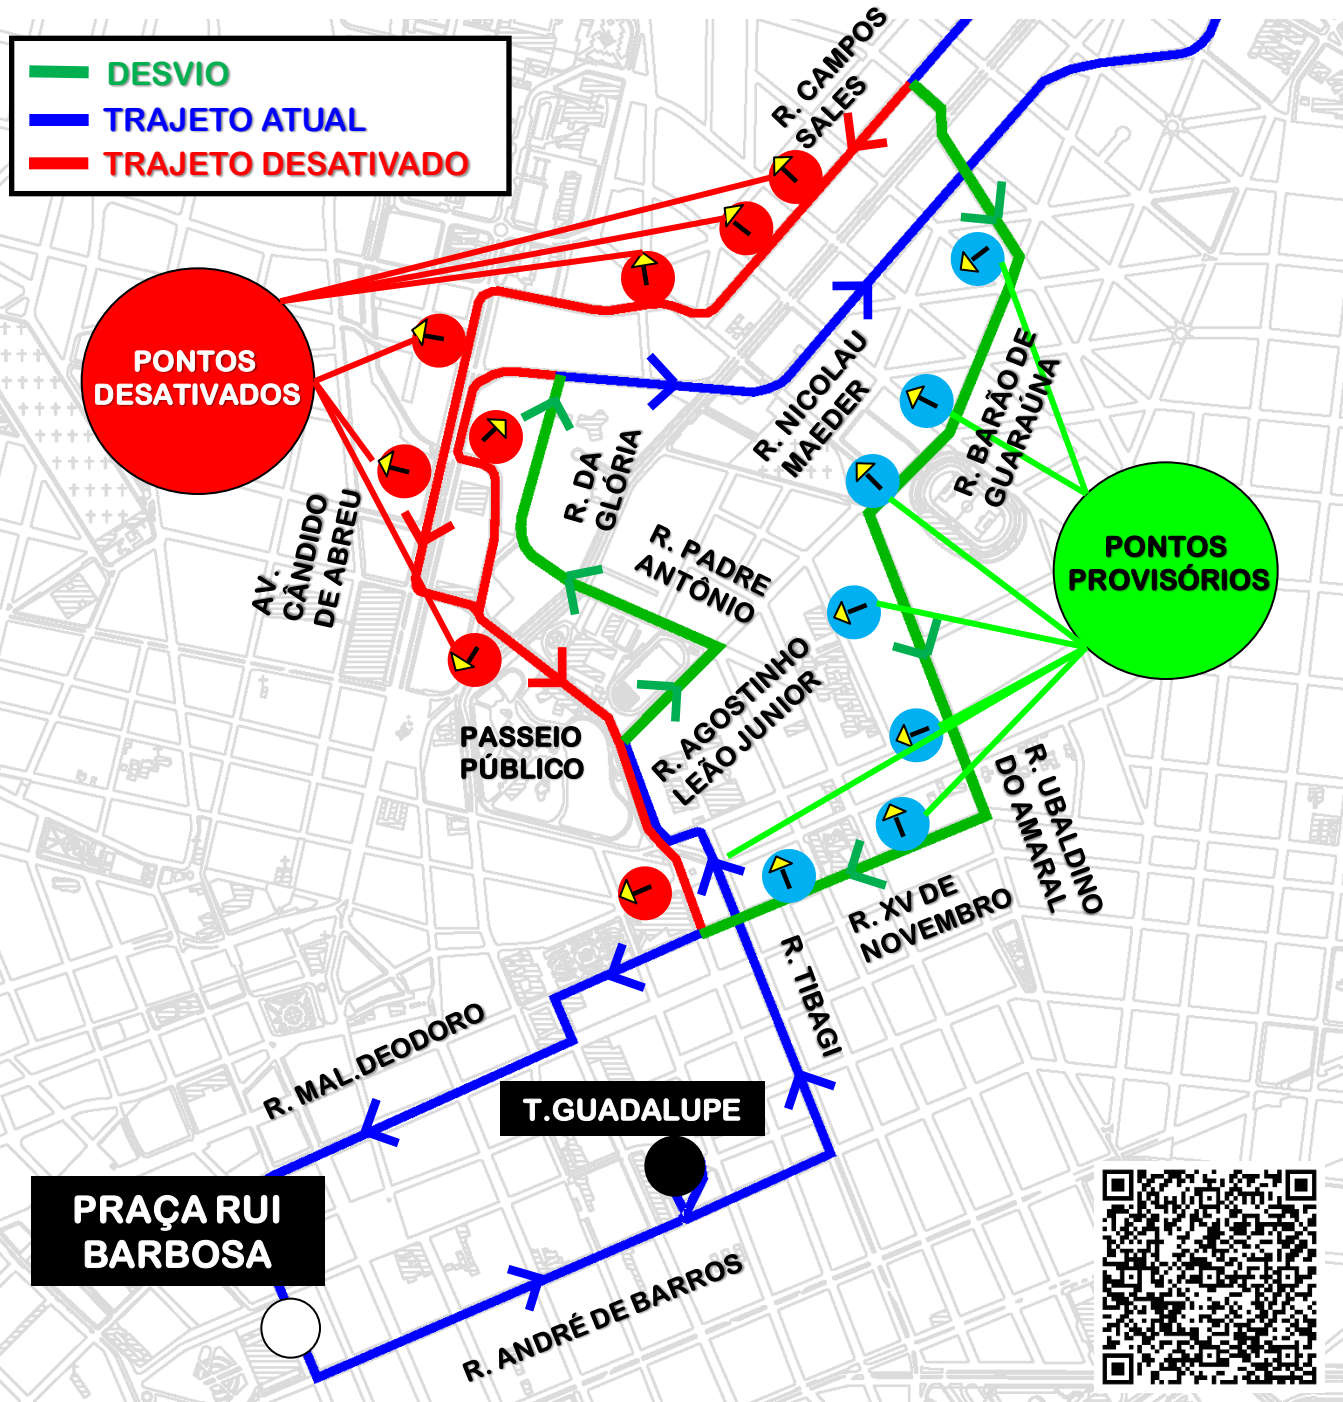 DESVIO
TRAJETO ATUAL
TRAJETO DESATIVADO
R. CAMPOS
SALES
PONTOS
DESATIVADOS
R. NICOLAU
MAEDER
R. BARÃO DE
GUARAÚNA
R. DA
GLÓRIA
AV.
CÂNDIDO
DE ABREU
R. PADRE
ANTÔNIO
PONTOS
PROVISÓRIOS
R. AGOSTINHO
LEÃO JUNIOR
PASSEIO
PÚBLICO
R. UBALDINO
DO AMARAL
R. XV DE
NOVEMBRO
R. TIBAGI
R. MAL.DEODORO
T.GUADALUPE
PRAÇA RUI
BARBOSA
R. ANDRÉ DE BARROS